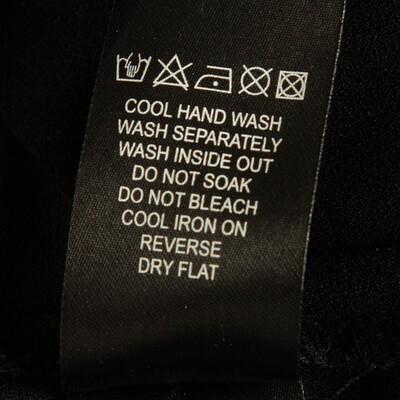 COOL HAND WASH
WASH SEPARATELY
WASH INSIDE OUT
DO NOT SOAK
DO NOT BLEACH
COOL IRON ON
REVERSE
DRY FLAT